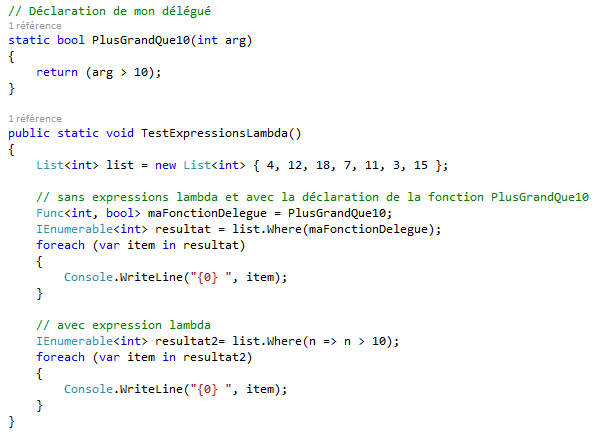 // Déclaration de mon délégué
1 référence
static bool PlusGrandQue10(int arg)
{
    return (arg > 10);
}
1 référence
public static void TestExpressionsLambda()
{
    List<int> list = new List<int> { 4, 12, 18, 7, 11, 3, 15 };
    // sans expressions lambda et avec la déclaration de la fonction PlusGrandQue10
    Func<int, bool> maFonctionDelegue = PlusGrandQue10;
    IEnumerable<int> resultat = list.Where(maFonctionDelegue);
    foreach (var item in resultat)
    {
        Console.WriteLine("{0} ", item);
    }
    // avec expression lambda
    IEnumerable<int> resultat2= list.Where(n => n > 10);
    foreach (var item in resultat2)
    {
        Console.WriteLine("{0} ", item);
    }
}